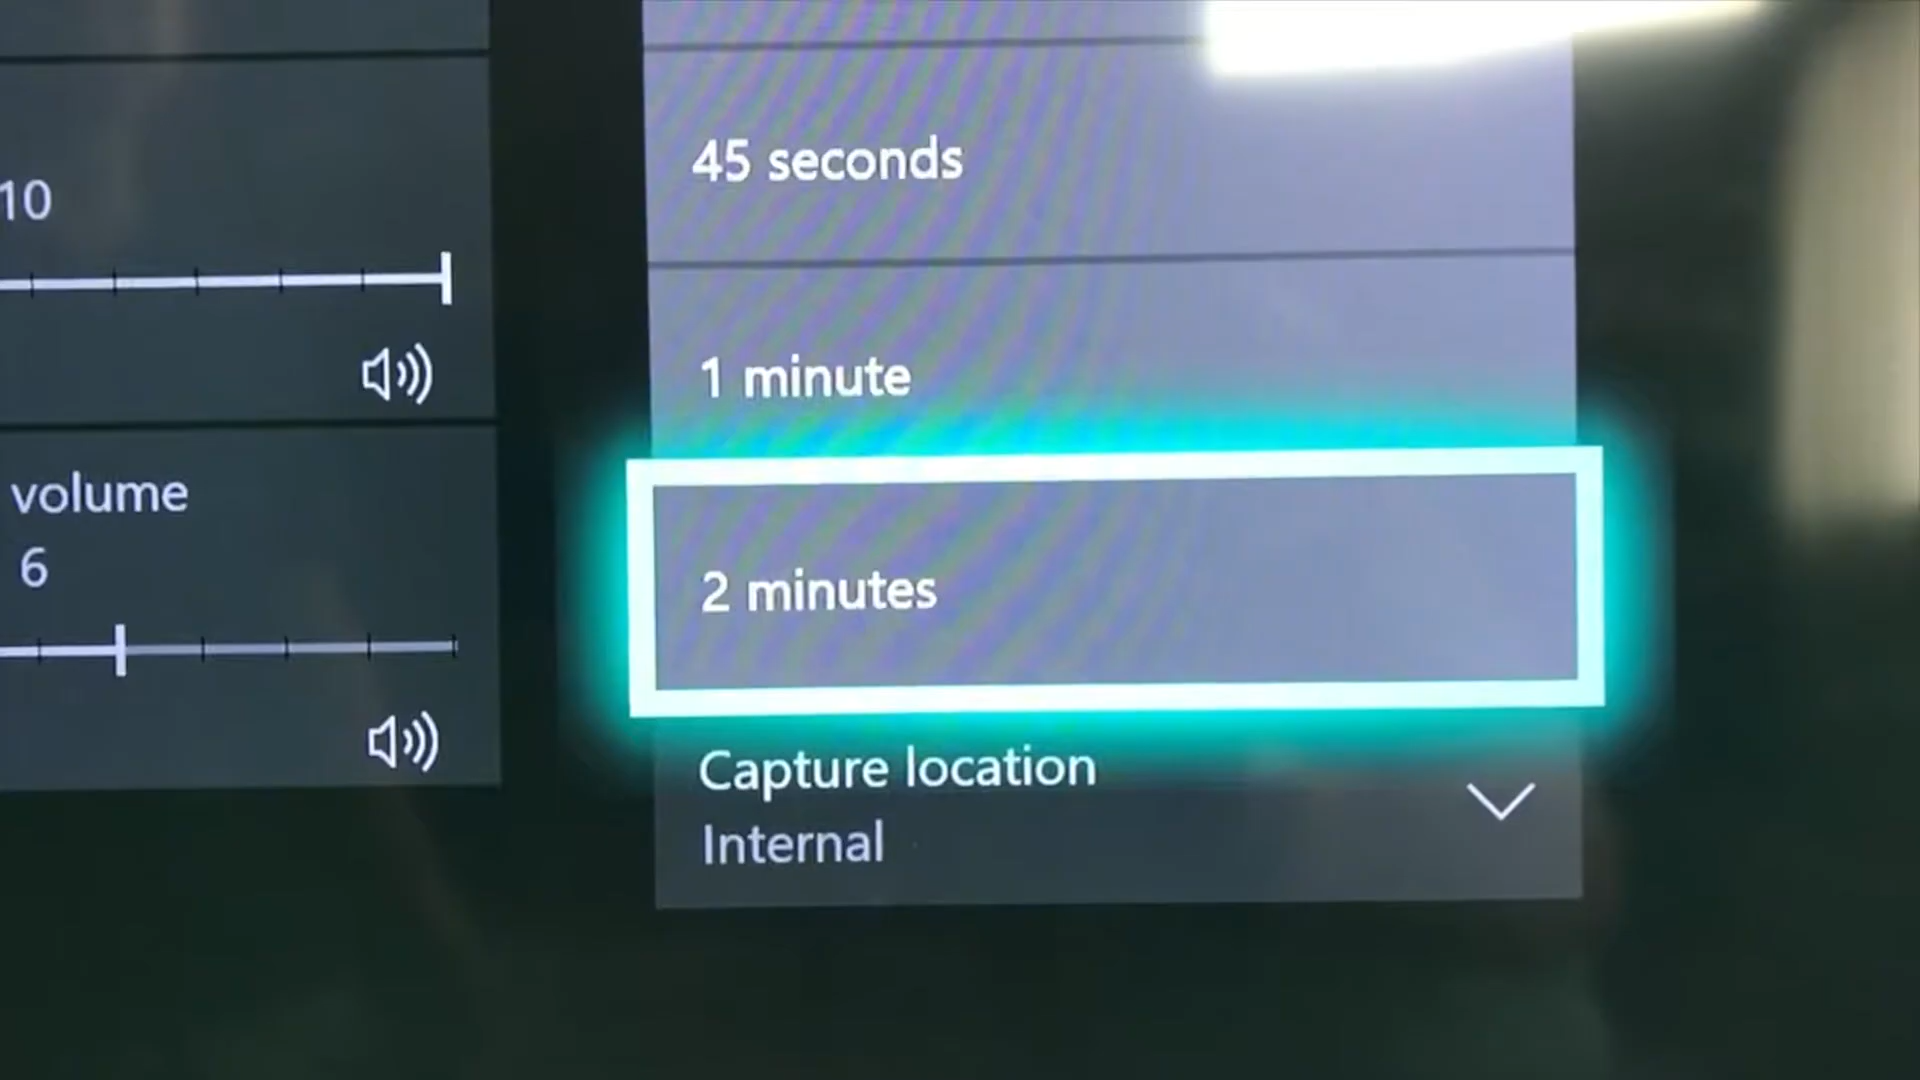 10
volume
6
45 seconds
1 minute
2 minutes
Capture location
Internal